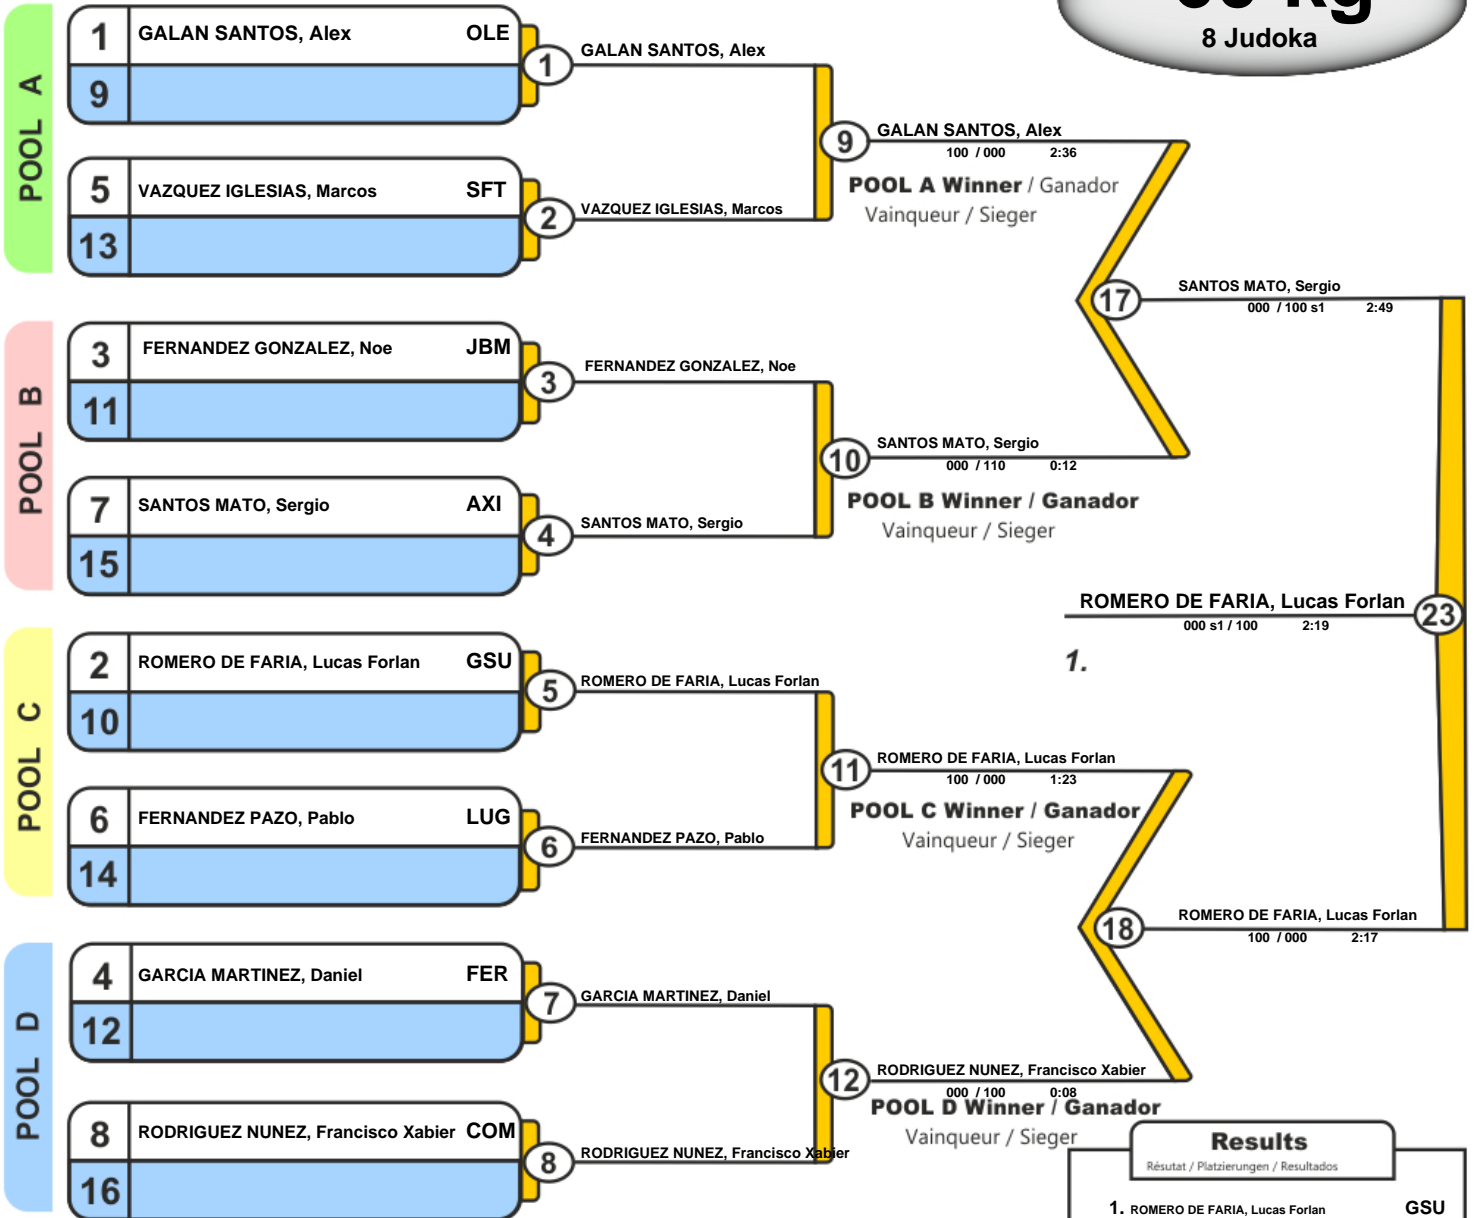 8 Judoka
POOL A
1 GALAN SANTOS, Alex OLE
9
1
GALAN SANTOS, Alex
5 VAZQUEZ IGLESIAS, Marcos SFT
13
2
VAZQUEZ IGLESIAS, Marcos
9
GALAN SANTOS, Alex
100 / 000 2:36
POOL A Winner / Ganador
Vainqueur / Sieger
POOL B
3 FERNANDEZ GONZALEZ, Noe JBM
11
3
FERNANDEZ GONZALEZ, Noe
7 SANTOS MATO, Sergio AXI
15
4
SANTOS MATO, Sergio
10
SANTOS MATO, Sergio
000 / 110 0:12
POOL B Winner / Ganador
Vainqueur / Sieger
17
SANTOS MATO, Sergio
000 / 100 s1 2:49
POOL C
2 ROMERO DE FARIA, Lucas Forlan GSU
10
5
ROMERO DE FARIA, Lucas Forlan
6 FERNANDEZ PAZO, Pablo LUG
14
6
FERNANDEZ PAZO, Pablo
11
ROMERO DE FARIA, Lucas Forlan
100 / 000 1:23
POOL C Winner / Ganador
Vainqueur / Sieger
POOL D
4 GARCIA MARTINEZ, Daniel FER
12
7
GARCIA MARTINEZ, Daniel
8 RODRIGUEZ NUNEZ, Francisco Xabier COM
16
8
RODRIGUEZ NUNEZ, Francisco Xabier
12
RODRIGUEZ NUNEZ, Francisco Xabier
000 / 100 0:08
POOL D Winner / Ganador
Vainqueur / Sieger
18
ROMERO DE FARIA, Lucas Forlan
100 / 000 2:17
23
ROMERO DE FARIA, Lucas Forlan
000 s1 / 100 2:19
1.
Results
Résutat / Platzierungen / Resultados
1. ROMERO DE FARIA, Lucas Forlan GSU